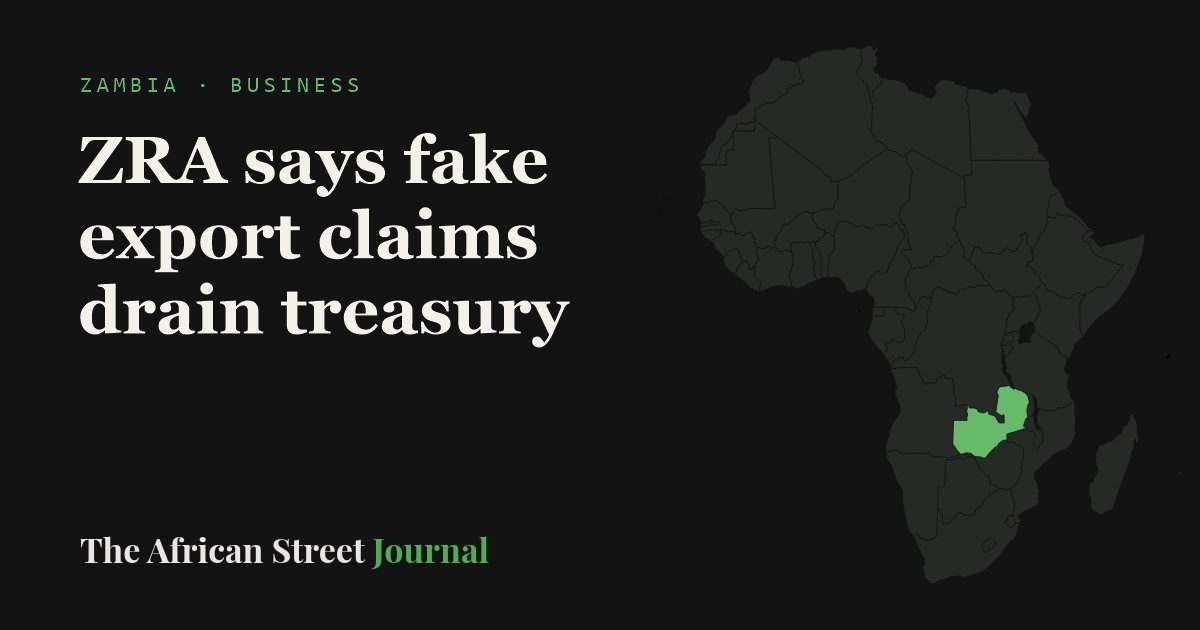 ZAMBIA · BUSINESS
ZRA says fake
export claims
drain treasury
The African Street Journal